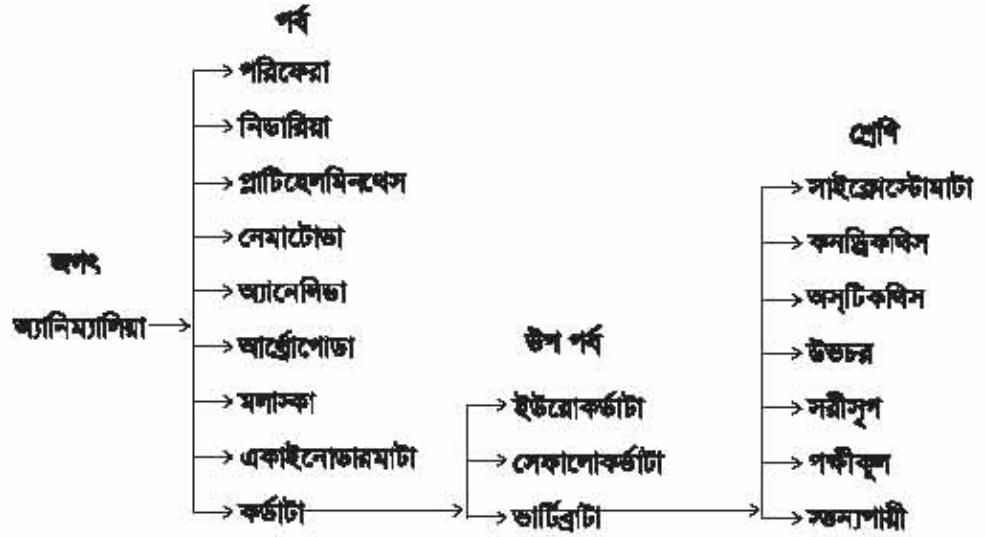 পর্ব
পরিফেরা
নিডারিয়া
প্লাটিহেলমিনথেস
নেমাটোডা
অ্যানেলিডা
আর্থ্রোপোডা
মলাস্কা
একাইনোডারমাটা
কর্ডাটা
জগৎ
অ্যানিম্যালিয়া
উপ পর্ব
ইউরোকর্ডাটা
সেফালোকর্ডাটা
ভার্টিব্রাটা
শ্রেণি
সাইক্লোস্টোমাটা
কনড্রিকথিস
অস্টিকথিস
উভচর
সরীসৃপ
পক্ষীকূল
স্তন্যপায়ী